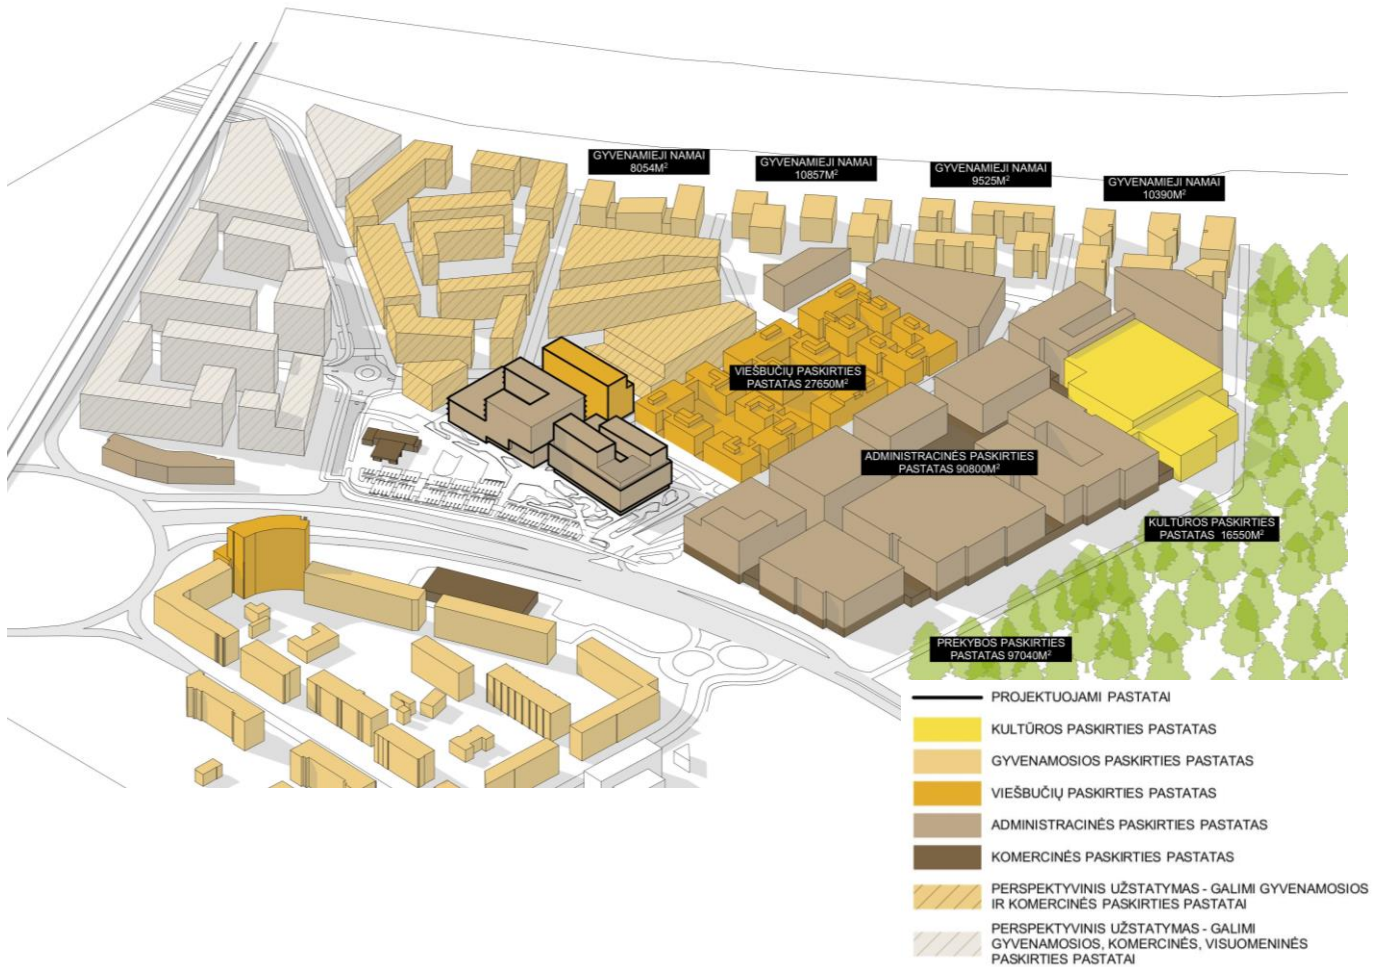 GYVENAMIEJI NAMAI
8054M²
GYVENAMIEJI NAMAI
10857M²
GYVENAMIEJI NAMAI
9525M²
GYVENAMIEJI NAMAI
10390M²
VIEŠBUČIŲ PASKIRTIES
PASTATAS 27650M²
ADMINISTRACINĖS PASKIRTIES
PASTATAS 90800M²
KULTŪROS PASKIRTIES
PASTATAS 16550M²
PREKYBOS PASKIRTIES
PASTATAS 97040M²
PROJEKTUOJAMI PASTATAI
KULTŪROS PASKIRTIES PASTATAS
GYVENAMOSIOS PASKIRTIES PASTATAS
VIEŠBUČIŲ PASKIRTIES PASTATAS
ADMINISTRACINĖS PASKIRTIES PASTATAS
KOMERCINĖS PASKIRTIES PASTATAS
PERSPEKTYVINIS UŽSTATYMAS - GALIMI GYVENAMOSIOS
IR KOMERCINĖS PASKIRTIES PASTATAI
PERSPEKTYVINIS UŽSTATYMAS - GALIMI
GYVENAMOSIOS, KOMERCINĖS, VISUOMENINĖS
PASKIRTIES PASTATAI